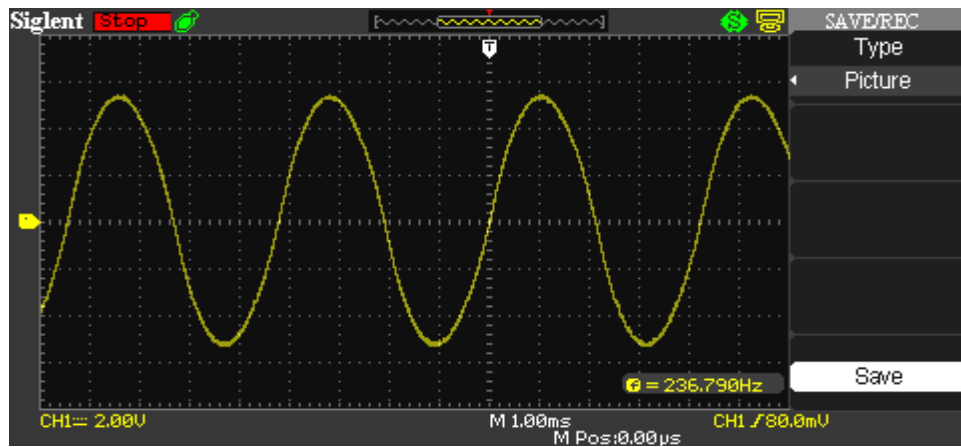 Siglent Stop SAVE/REC
T
Type
Picture
f = 236.790Hz
Save
CH1 2.00V M 1.00ms CH1 / 80.0mV
M Pos:0.00µs